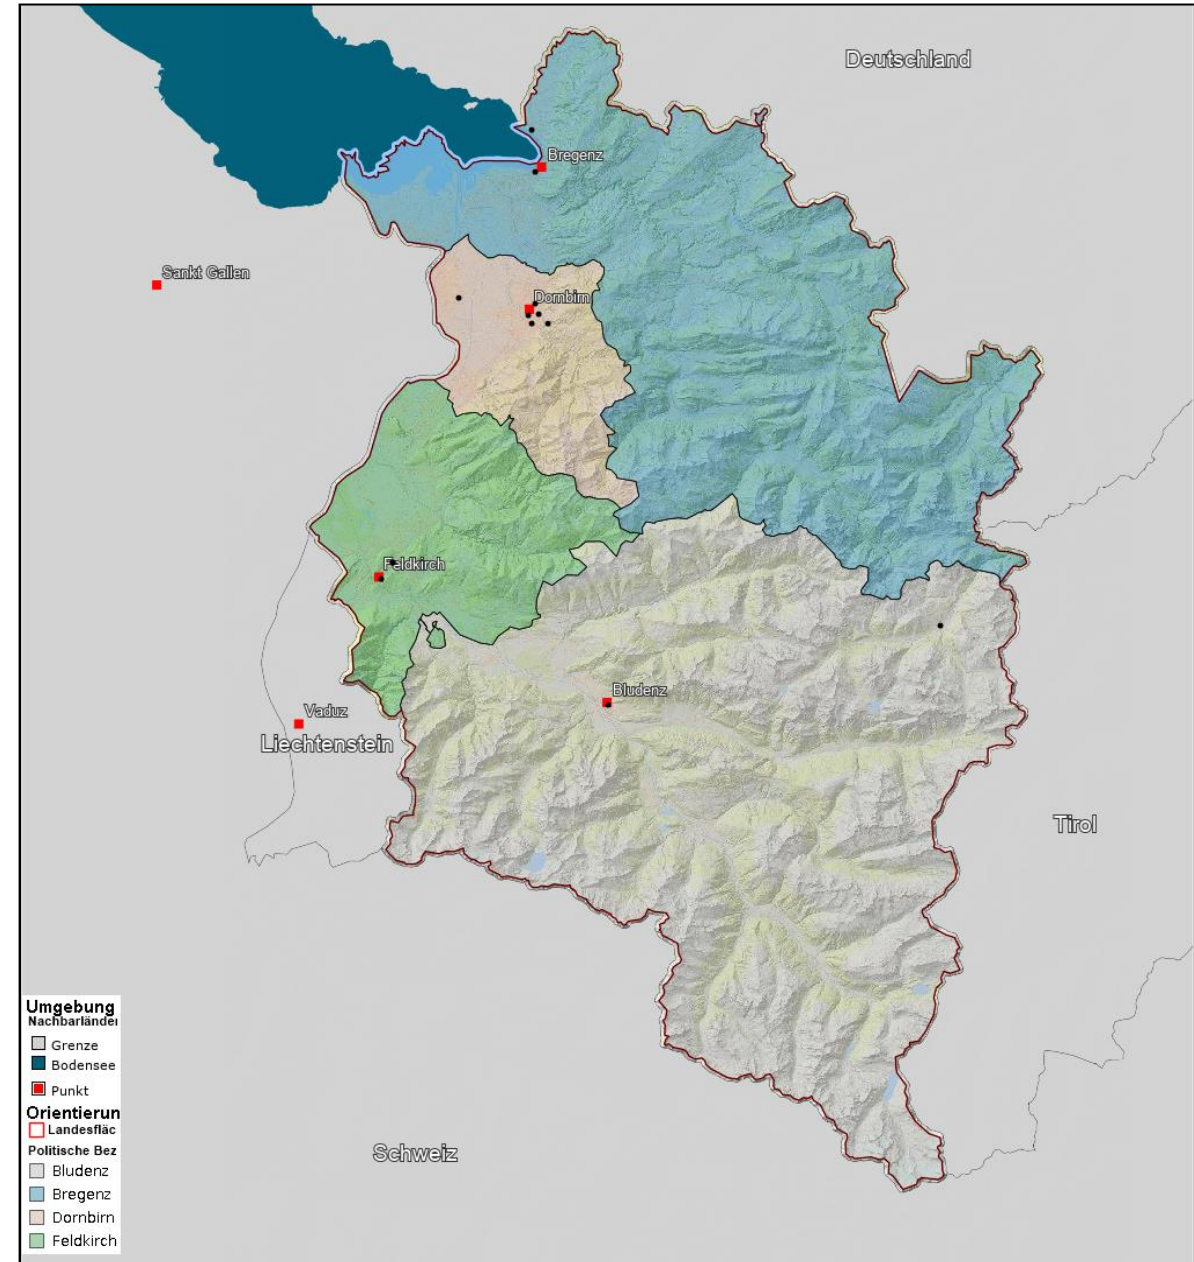 Deutschland
Bregenz
Sankt Gallen
Dornbirn
Feldkirch
Bludenz
Vaduz
Liechtenstein
Tirol
Schweiz
Umgebung
Nachbarländer
Grenze
Bodensee
Punkt
Orientierun
Landesfläc
Politische Bez
Bludenz
Bregenz
Dornbirn
Feldkirch